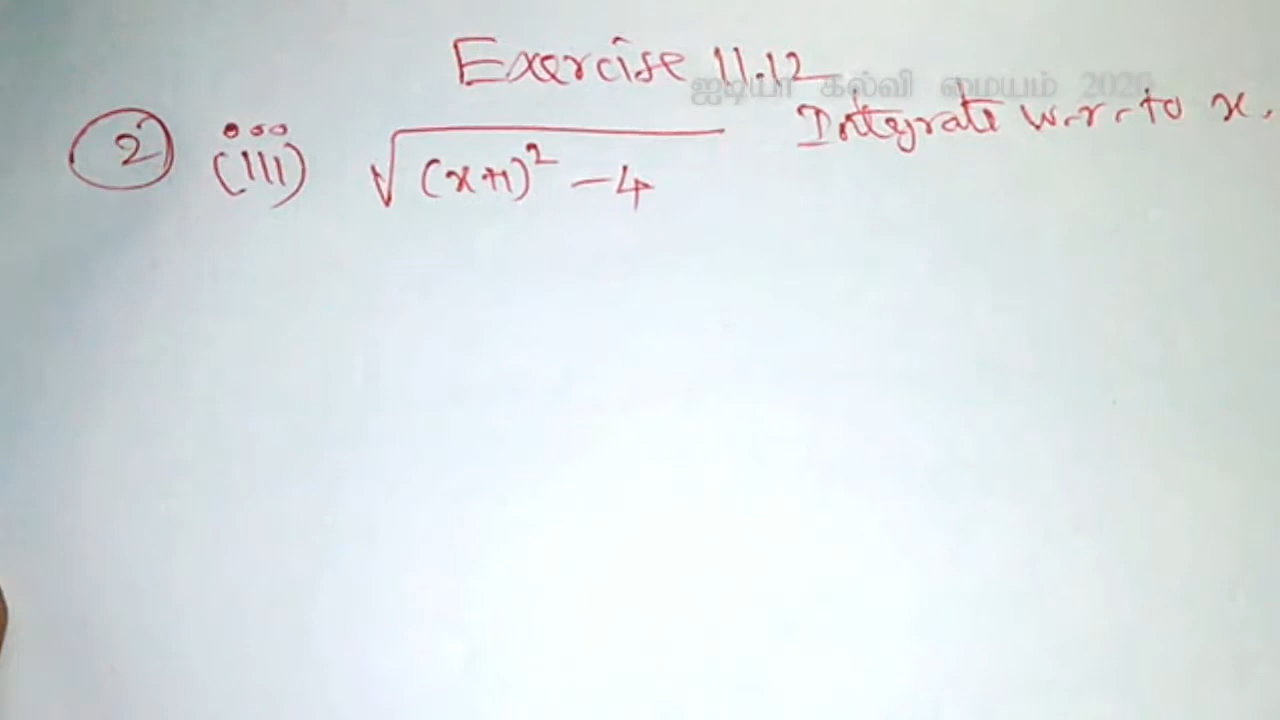 Exercise 11.12
ஐடியா கல்வி மையம் 2020
Integrate w.r.to x.
2 (iii) √(x+1)² - 4